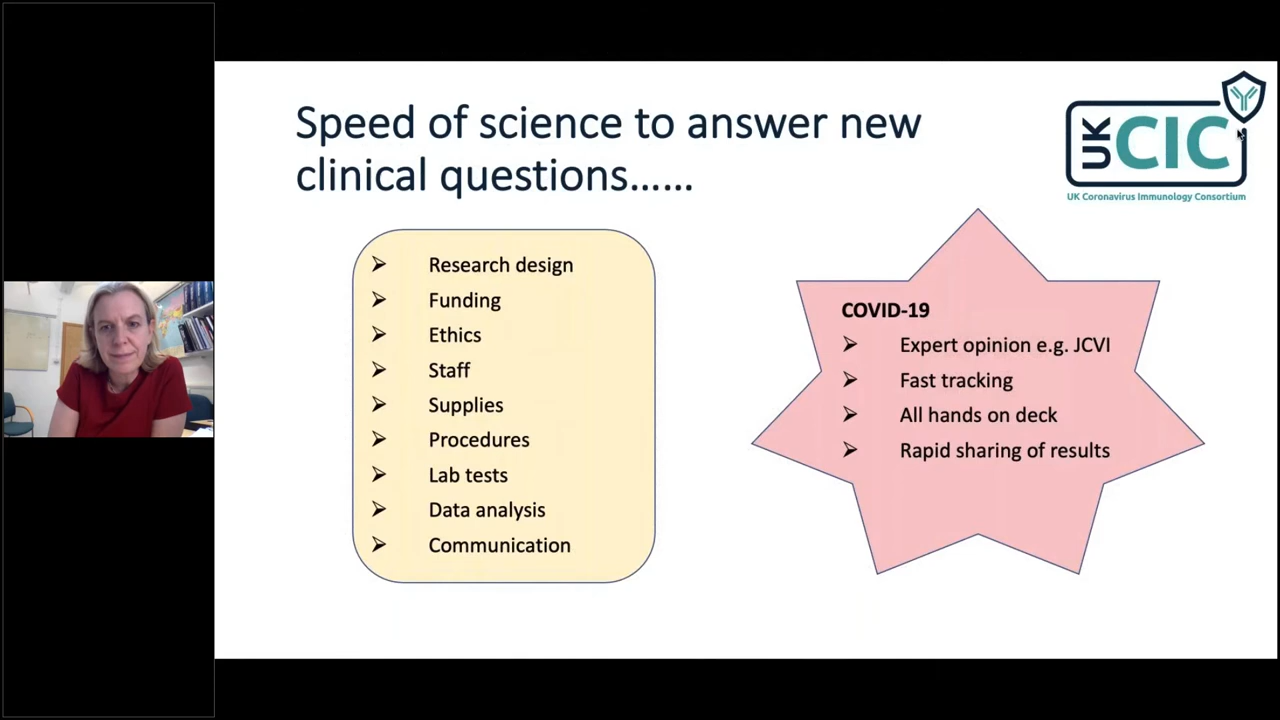 Speed of science to answer new
clinical questions……
UK CIC
UK Coronavirus Immunology Consortium
➢ Research design
➢ Funding
➢ Ethics
➢ Staff
➢ Supplies
➢ Procedures
➢ Lab tests
➢ Data analysis
➢ Communication
COVID-19
➢ Expert opinion e.g. JCVI
➢ Fast tracking
➢ All hands on deck
➢ Rapid sharing of results